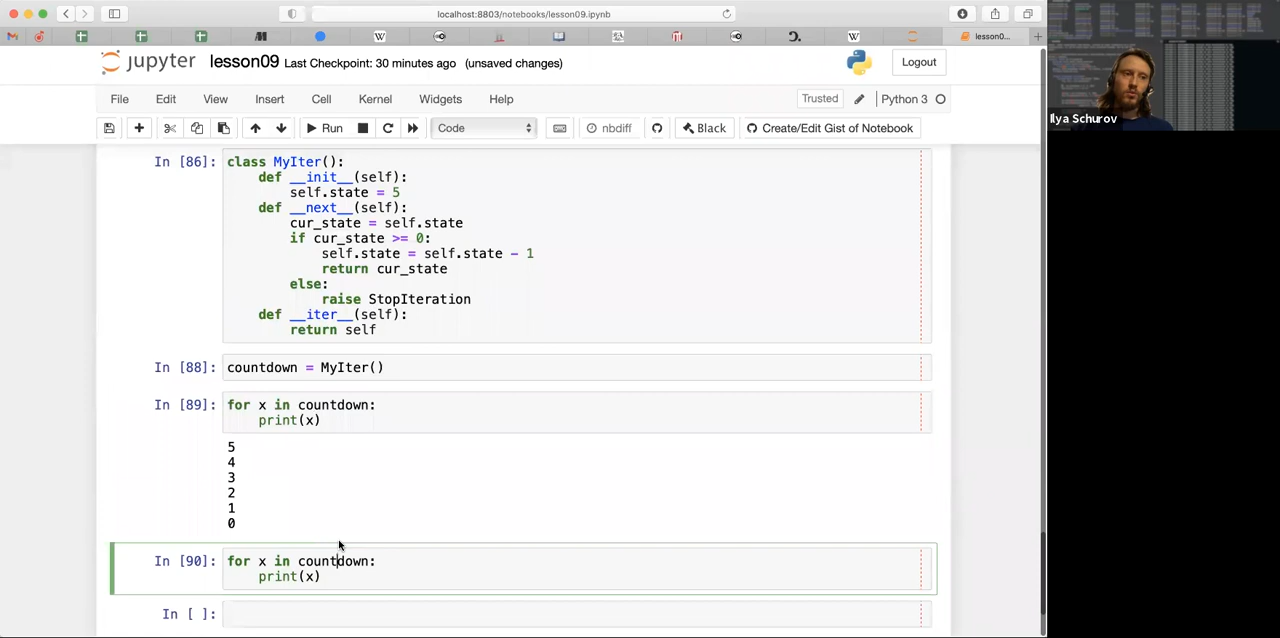 localhost:8803/notebooks/lesson09.ipynb
lesson0...
jupyter lesson09 Last Checkpoint: 30 minutes ago (unsaved changes)
Logout
File Edit View Insert Cell Kernel Widgets Help
Trusted
Python 3
Run
Code
nbdiff
Black
Create/Edit Gist of Notebook
In [86]: class MyIter():
    def __init__(self):
        self.state = 5
    def __next__(self):
        cur_state = self.state
        if cur_state >= 0:
            self.state = self.state - 1
            return cur_state
        else:
            raise StopIteration
    def __iter__(self):
        return self
In [88]: countdown = MyIter()
In [89]: for x in countdown:
    print(x)
5
4
3
2
1
0
In [90]: for x in countdown:
    print(x)
In [ ]:
Ilya Schurov